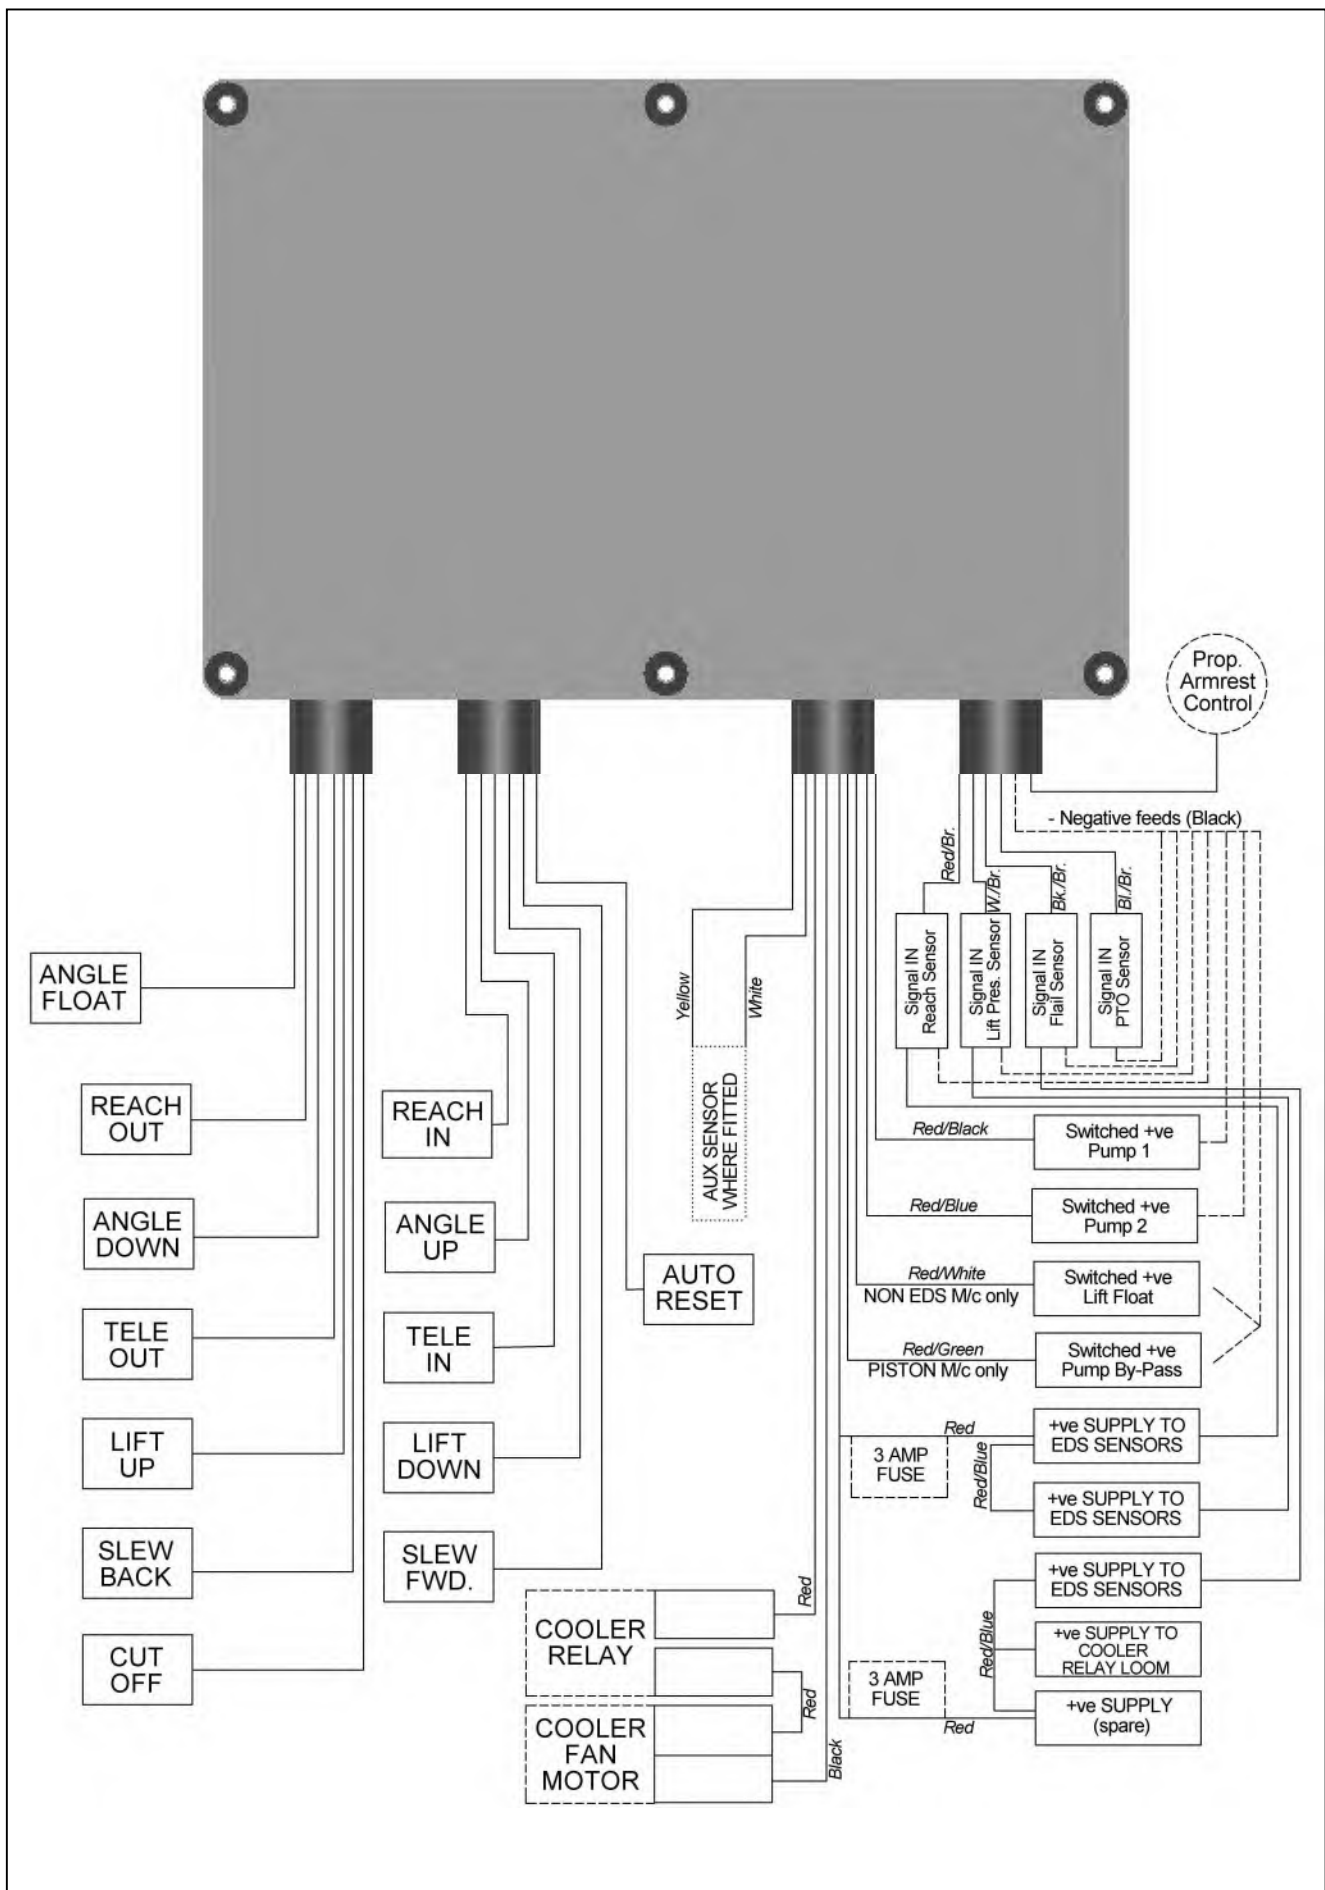 Prop.
Armrest
Control
- Negative feeds (Black)
Red/Br.
W./Br.
Bk./Br.
Bl./Br.
Signal IN
Reach Sensor
Signal IN
Lift Pres. Sensor
Signal IN
Flail Sensor
Signal IN
PTO Sensor
Yellow
White
AUX SENSOR
WHERE FITTED
ANGLE
FLOAT
REACH
OUT
ANGLE
DOWN
TELE
OUT
LIFT
UP
SLEW
BACK
CUT
OFF
REACH
IN
ANGLE
UP
TELE
IN
LIFT
DOWN
SLEW
FWD.
AUTO
RESET
Red/Black
Switched +ve
Pump 1
Red/Blue
Switched +ve
Pump 2
Red/White
NON EDS M/c only
Switched +ve
Lift Float
Red/Green
PISTON M/c only
Switched +ve
Pump By-Pass
Red
3 AMP
FUSE
Red/Blue
+ve SUPPLY TO
EDS SENSORS
+ve SUPPLY TO
EDS SENSORS
+ve SUPPLY TO
EDS SENSORS
Red/Blue
+ve SUPPLY TO
COOLER
RELAY LOOM
3 AMP
FUSE
Red
+ve SUPPLY
(spare)
COOLER
RELAY
Red
Red
COOLER
FAN
MOTOR
Black